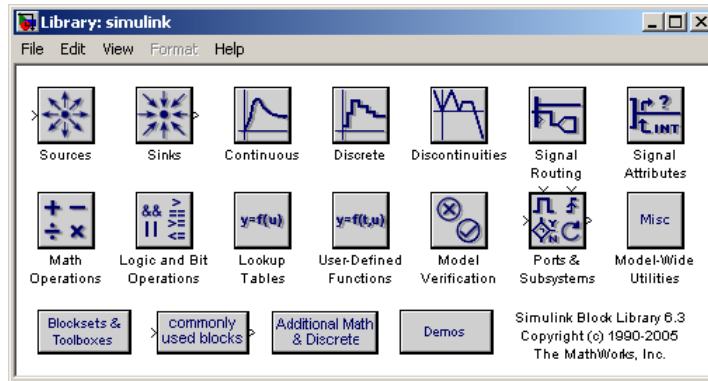 Library: simulink
File Edit View Format Help
Sources
Sinks
Continuous
Discrete
Discontinuities
Signal
Routing
Signal
Attributes
? INT
+ −
÷ ×
&& || > == >= <=
y=f(u)
y=f(t,u)
Y N
Misc
Math
Operations
Logic and Bit
Operations
Lookup
Tables
User-Defined
Functions
Model
Verification
Ports &
Subsystems
Model-Wide
Utilities
Blocksets &
Toolboxes
commonly
used blocks
Additional Math
& Discrete
Demos
Simulink Block Library 6.3
Copyright (c) 1990-2005
The MathWorks, Inc.